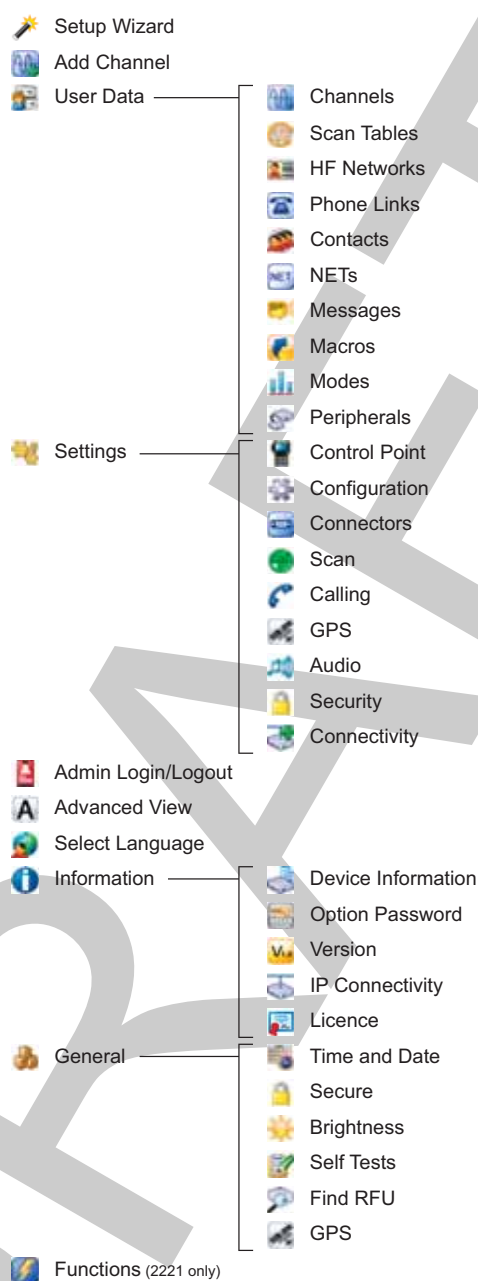 Setup Wizard
Add Channel
User Data
Channels
Scan Tables
HF Networks
Phone Links
Contacts
NETs
Messages
Macros
Modes
Peripherals
Settings
Control Point
Configuration
Connectors
Scan
Calling
GPS
Audio
Security
Connectivity
Admin Login/Logout
A Advanced View
Select Language
Information
Device Information
Option Password
Version
IP Connectivity
Licence
General
Time and Date
Secure
Brightness
Self Tests
Find RFU
GPS
Functions (2221 only)